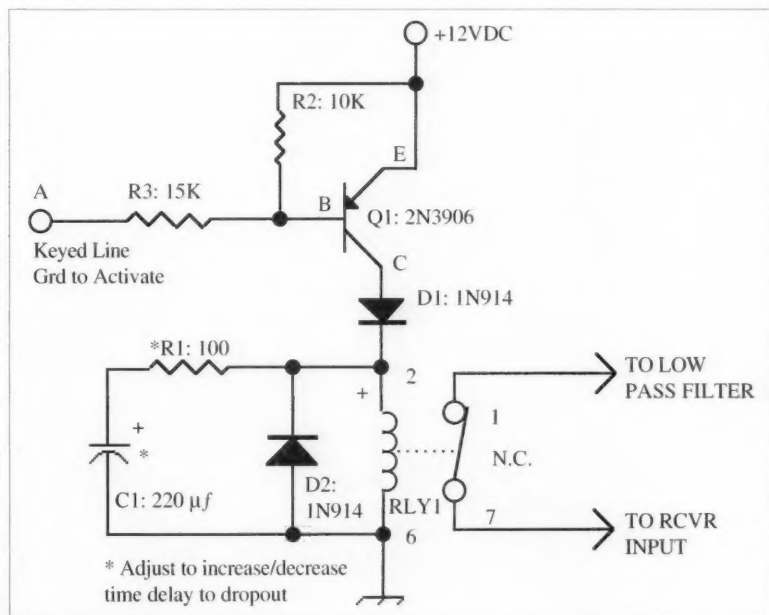 +12VDC
R2: 10K
E
A
R3: 15K
B
Q1: 2N3906
Keyed Line
Grd to Activate
C
D1: 1N914
*R1: 100
2
TO LOW
PASS FILTER
+
+
1
*
N.C.
C1: 220 µf
D2:
1N914
RLY1
7
TO RCVR
INPUT
6
* Adjust to increase/decrease
time delay to dropout